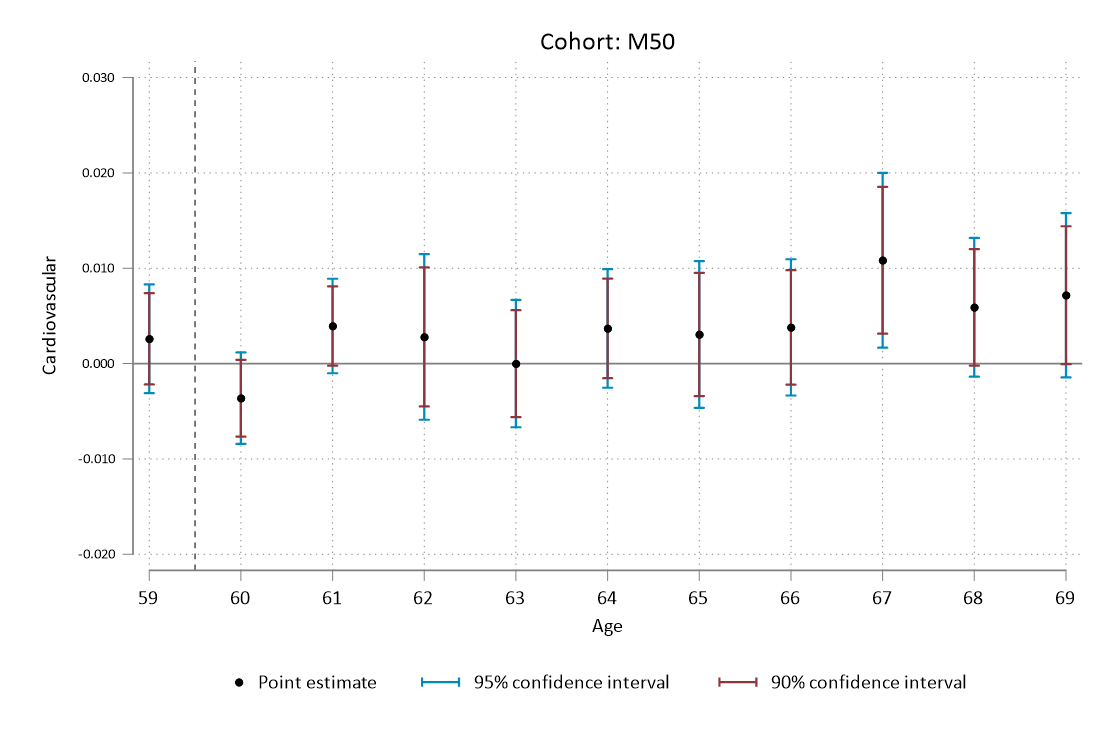 Cohort: M50
0.030
0.020
0.010
0.000
-0.010
-0.020
Cardiovascular
59 60 61 62 63 64 65 66 67 68 69
Age
Point estimate 95% confidence interval 90% confidence interval